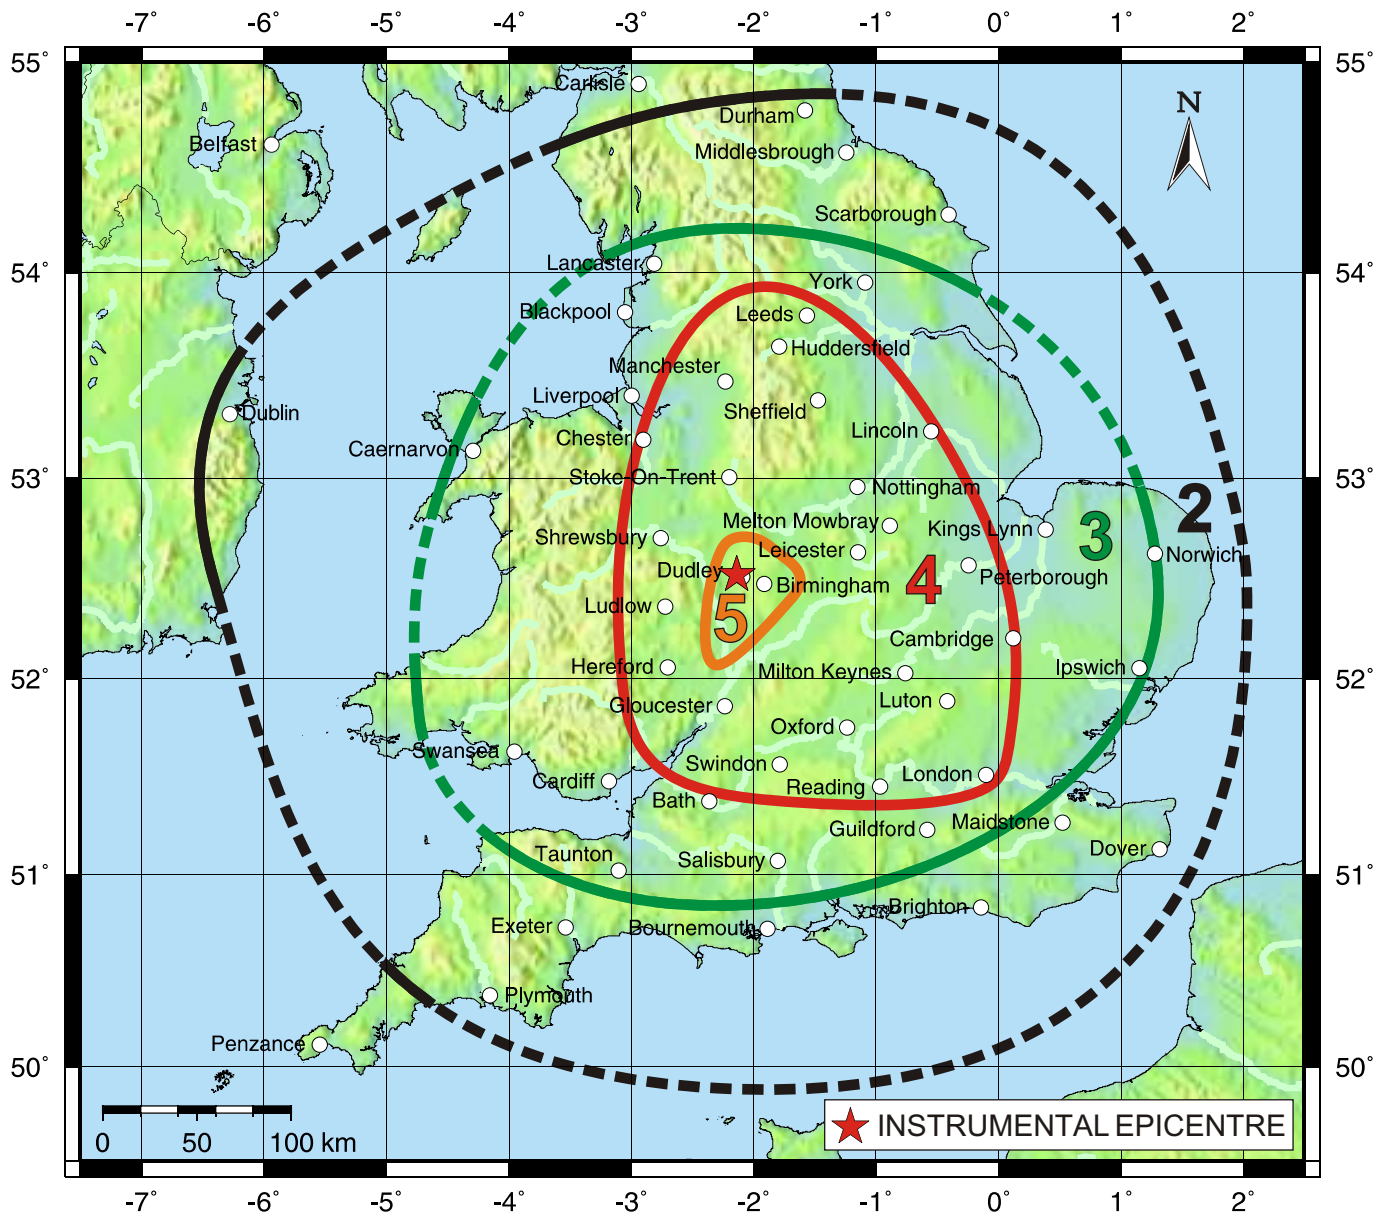 -7° -6° -5° -4° -3° -2° -1° 0° 1° 2°
55° 55°
Carlisle
Durham
N
Belfast
Middlesbrough
Scarborough
Lancaster
54° 54°
York
Blackpool
Leeds
Huddersfield
Manchester
Liverpool
Sheffield
Dublin
Lincoln
Chester
Caernarvon
53° Stoke-On-Trent 53°
Nottingham
2
Melton Mowbray
Kings Lynn
3
Shrewsbury
Leicester
Norwich
Dudley
Peterborough
4
Birmingham
Ludlow
5
Cambridge
Hereford
Milton Keynes
Ipswich
52° 52°
Luton
Gloucester
Oxford
Swansea
Swindon
London
Cardiff
Reading
Bath
Maidstone
Guildford
Dover
Taunton
Salisbury
51° 51°
Brighton
Exeter
Bournemouth
Plymouth
Penzance
50° 50°
INSTRUMENTAL EPICENTRE
0 50 100 km
-7° -6° -5° -4° -3° -2° -1° 0° 1° 2°